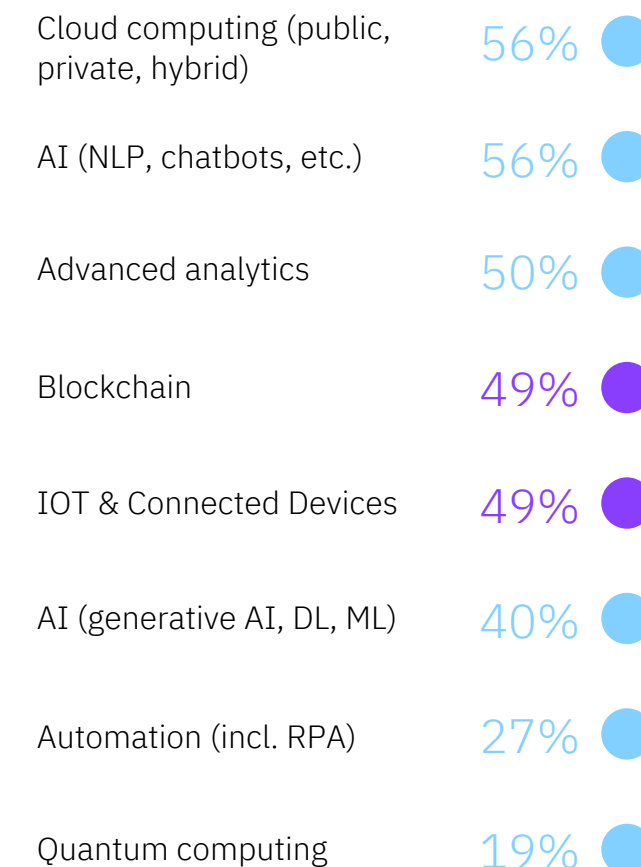 Cloud computing (public, 56%
private, hybrid)
AI (NLP, chatbots, etc.) 56%
Advanced analytics 50%
Blockchain 49%
IOT & Connected Devices 49%
AI (generative AI, DL, ML) 40%
Automation (incl. RPA) 27%
Quantum computing 19%